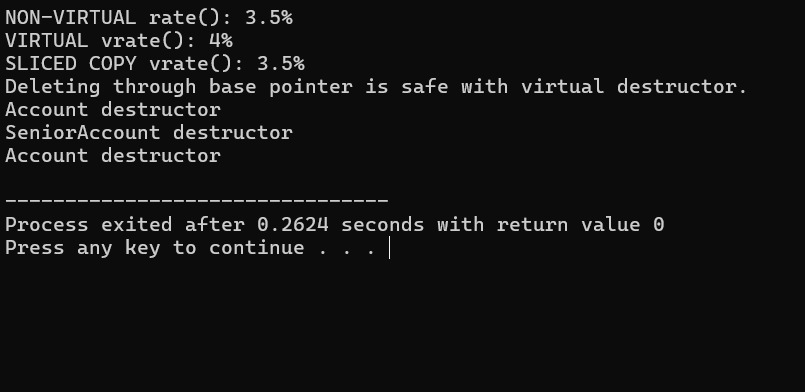 NON-VIRTUAL rate(): 3.5%
VIRTUAL vrate(): 4%
SLICED COPY vrate(): 3.5%
Deleting through base pointer is safe with virtual destructor.
Account destructor
SeniorAccount destructor
Account destructor
--------------------------------
Process exited after 0.2624 seconds with return value 0
Press any key to continue . . .